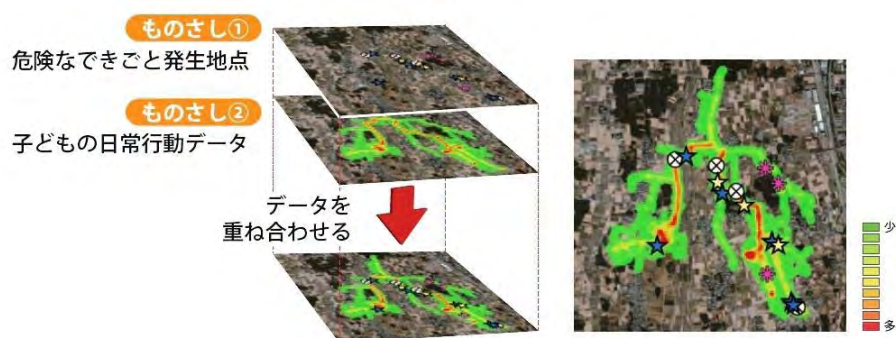 ものさし①
危険なできごと発生地点
ものさし②
子どもの日常行動データ
データを
重ね合わせる
少
多